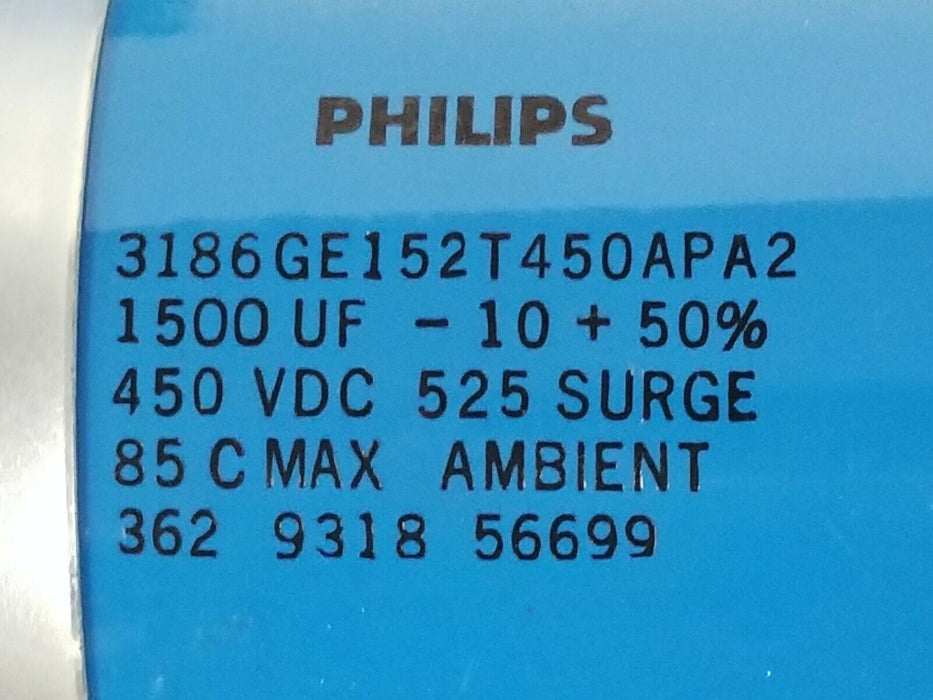 PHILIPS
3186GE152T450APA2
1500 UF - 10 + 50%
450 VDC 525 SURGE
85 C MAX AMBIENT
362 9318 56699